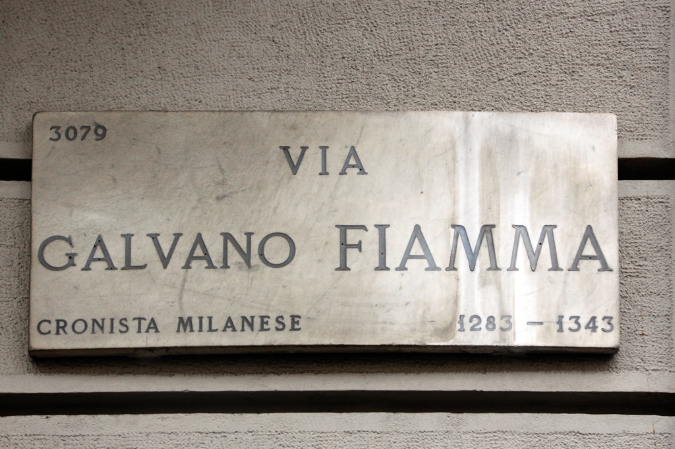 3079
VIA
GALVANO FIAMMA
CRONISTA MILANESE 1283 - 1343